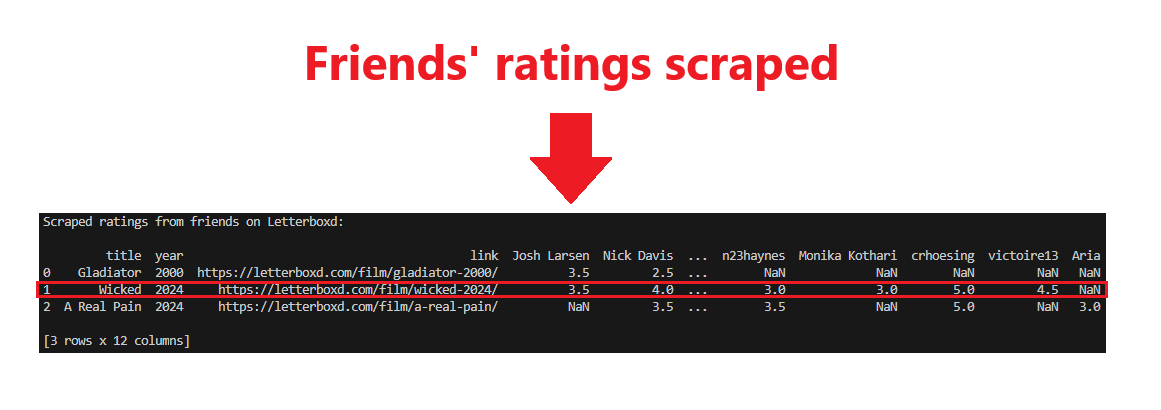 Friends' ratings scraped
Scraped ratings from friends on Letterboxd:
title year link Josh Larsen Nick Davis ... n23haynes Monika Kothari crhoesing victoire13 Aria
0 Gladiator 2000 https://letterboxd.com/film/gladiator-2000/ 3.5 2.5 ... NaN NaN NaN NaN NaN
1 Wicked 2024 https://letterboxd.com/film/wicked-2024/ 3.5 4.0 ... 3.0 3.0 5.0 4.5 NaN
2 A Real Pain 2024 https://letterboxd.com/film/a-real-pain/ NaN 3.5 ... 3.5 NaN 5.0 NaN 3.0
[3 rows x 12 columns]